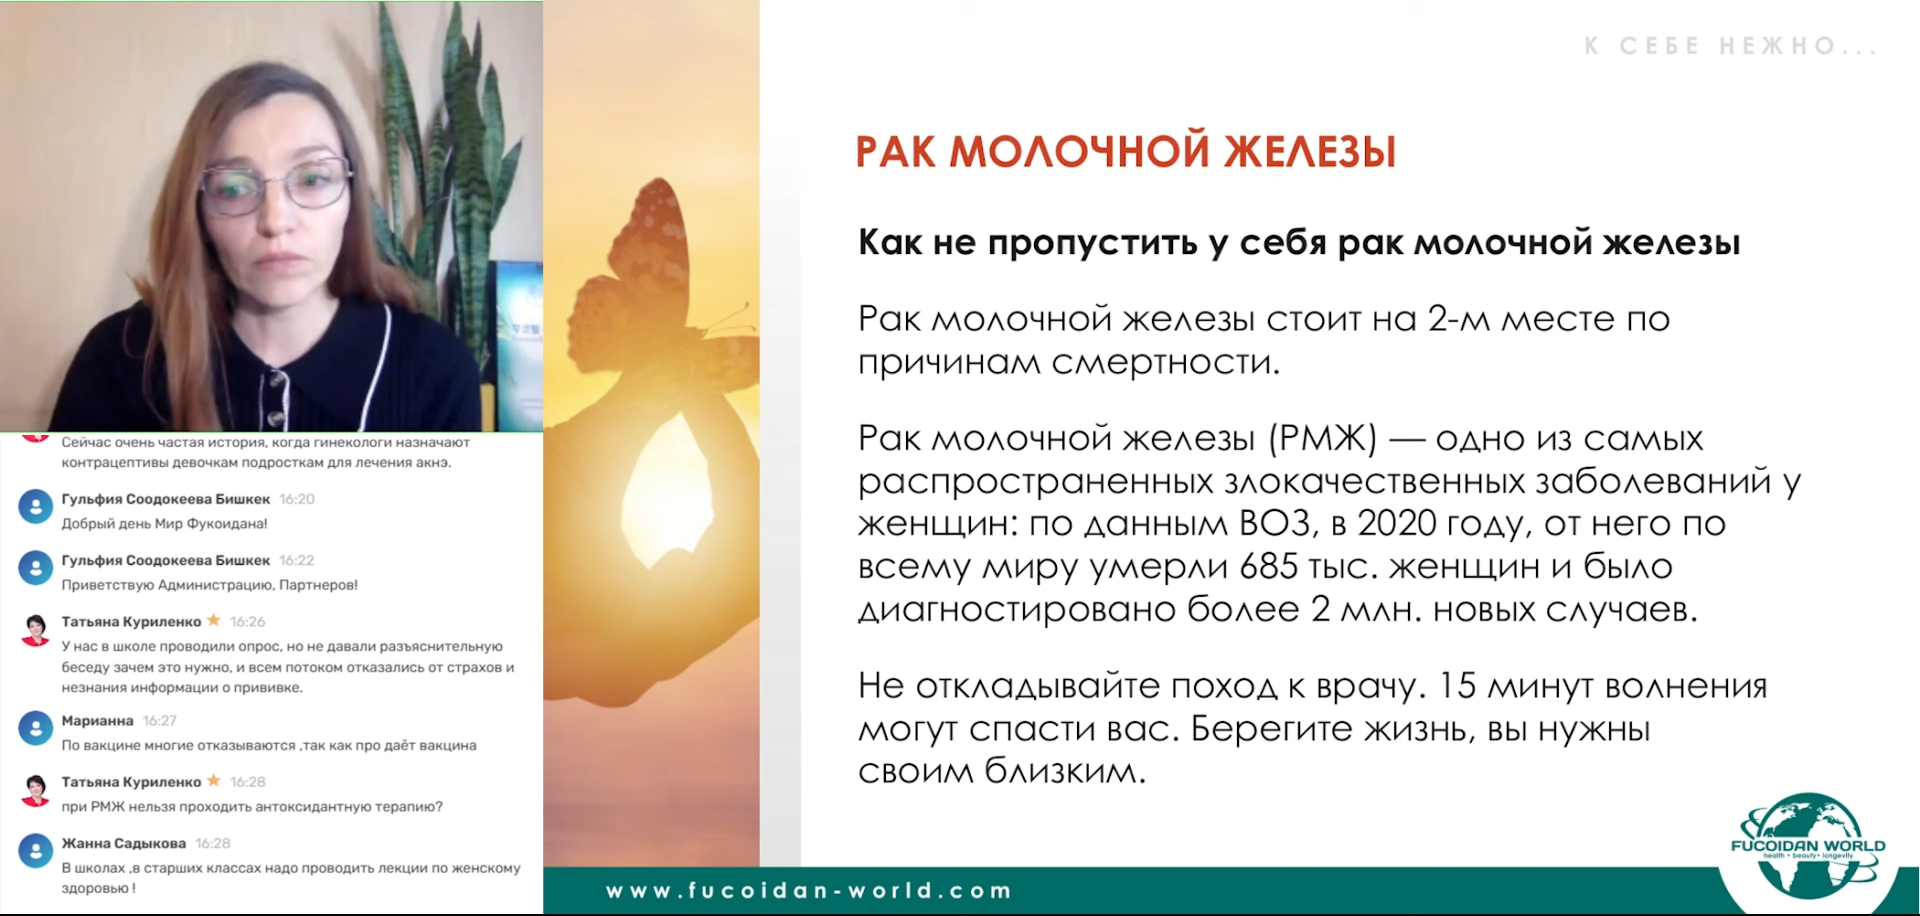 К СЕБЕ НЕЖНО...
РАК МОЛОЧНОЙ ЖЕЛЕЗЫ
Как не пропустить у себя рак молочной железы
Рак молочной железы стоит на 2-м месте по
причинам смертности.
Рак молочной железы (РМЖ) — одно из самых
распространенных злокачественных заболеваний у
женщин: по данным ВОЗ, в 2020 году, от него по
всему миру умерли 685 тыс. женщин и было
диагностировано более 2 млн. новых случаев.
Не откладывайте поход к врачу. 15 минут волнения
могут спасти вас. Берегите жизнь, вы нужны
своим близким.
FUCOIDAN WORLD
health • beauty • longevity
www.fucoidan-world.com
Сейчас очень частая история, когда гинекологи назначают
контрацептивы девочкам подросткам для лечения акнэ.
Гульфия Соодокеева Бишкек 16:20
Добрый день Мир Фукоидана!
Гульфия Соодокеева Бишкек 16:22
Приветствую Администрацию, Партнеров!
Татьяна Куриленко 16:26
У нас в школе проводили опрос, но не давали разъяснительную
беседу зачем это нужно, и всем потоком отказались от страхов и
незнания информации о прививке.
Марианна 16:27
По вакцине многие отказываются ,так как про даёт вакцина
Татьяна Куриленко 16:28
при РМЖ нельзя проходить антоксидантную терапию?
Жанна Садыкова 16:28
В школах ,в старших классах надо проводить лекции по женскому
здоровью !